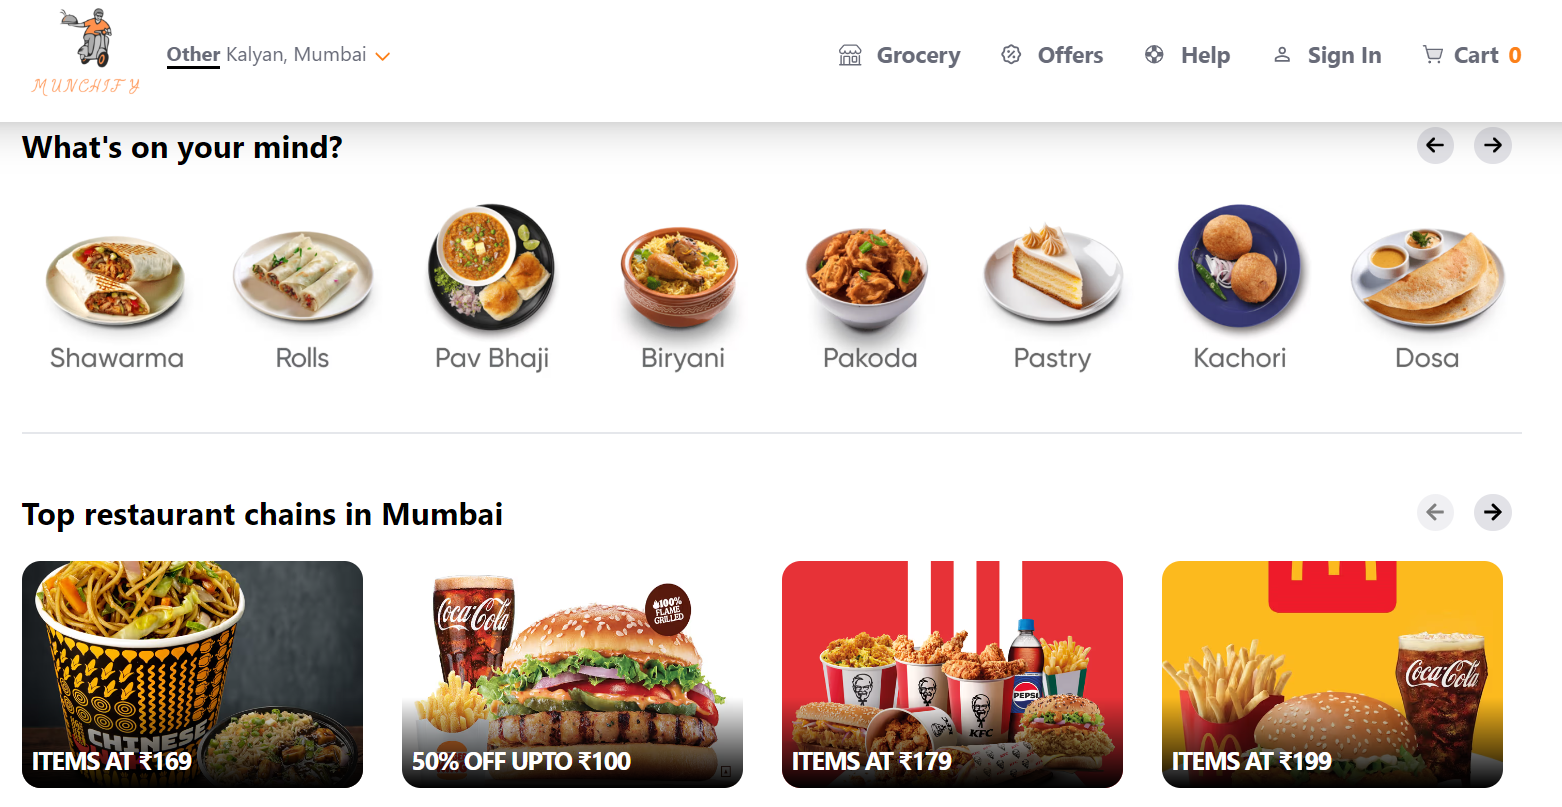 MUNCHIFY
Other Kalyan, Mumbai
Grocery
Offers
Help
Sign In
Cart 0
What's on your mind?
Shawarma
Rolls
Pav Bhaji
Biryani
Pakoda
Pastry
Kachori
Dosa
Top restaurant chains in Mumbai
CHINESE
ITEMS AT ₹169
Coca-Cola
100%
FLAME
GRILLED
50% OFF UPTO ₹100
PEPSI
KFC
ITEMS AT ₹179
Coca-Cola
ITEMS AT ₹199